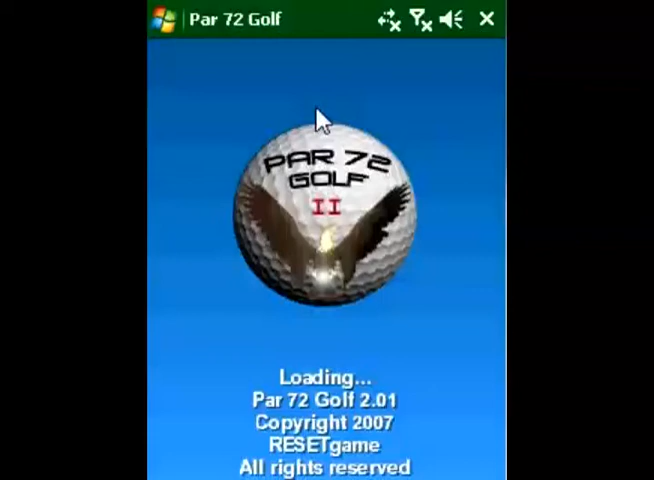 Par 72 Golf
PAR 72
GOLF
II
Loading...
Par 72 Golf 2.01
Copyright 2007
RESETgame
All rights reserved